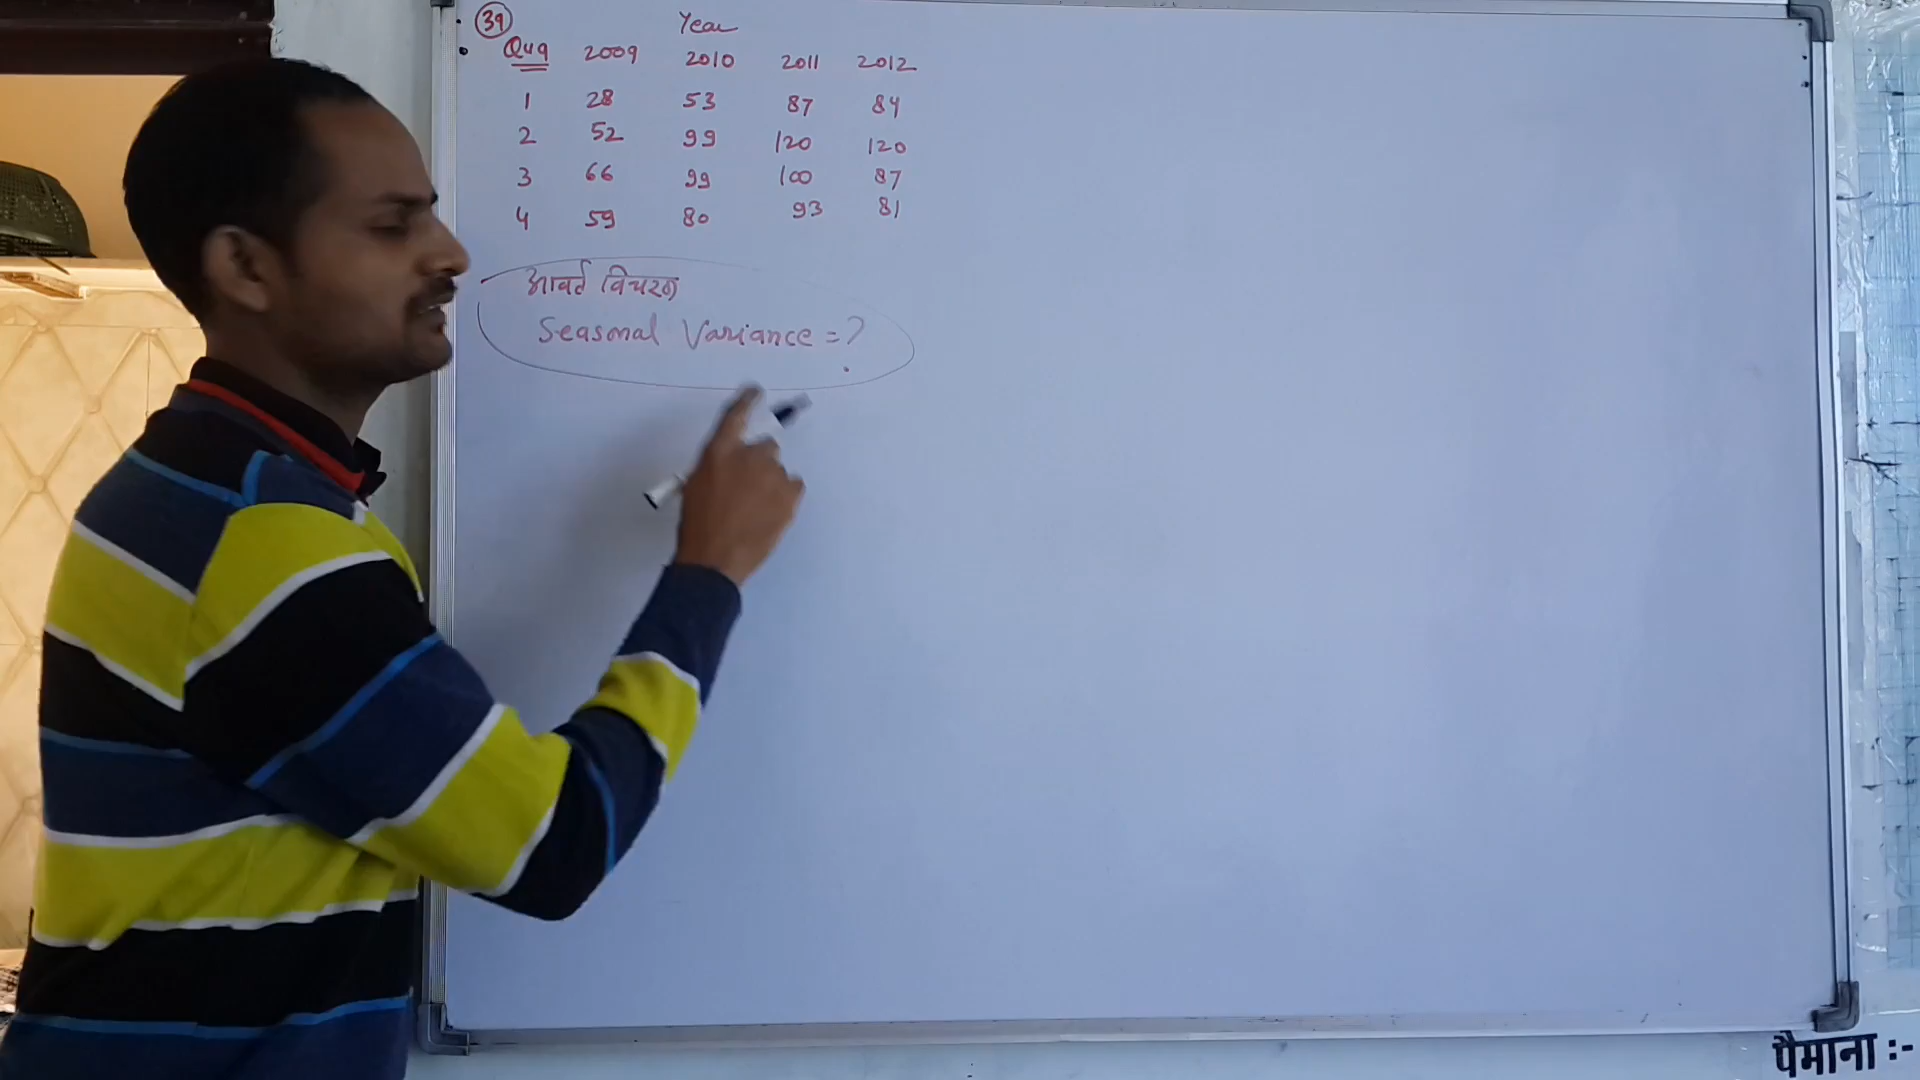 39 Year
Qua 2009 2010 2011 2012
1 28 53 87 84
2 52 99 120 120
3 66 99 100 87
4 59 80 93 81
आवर्त विचरण
Seasonal Variance = ?
पैमाना :-